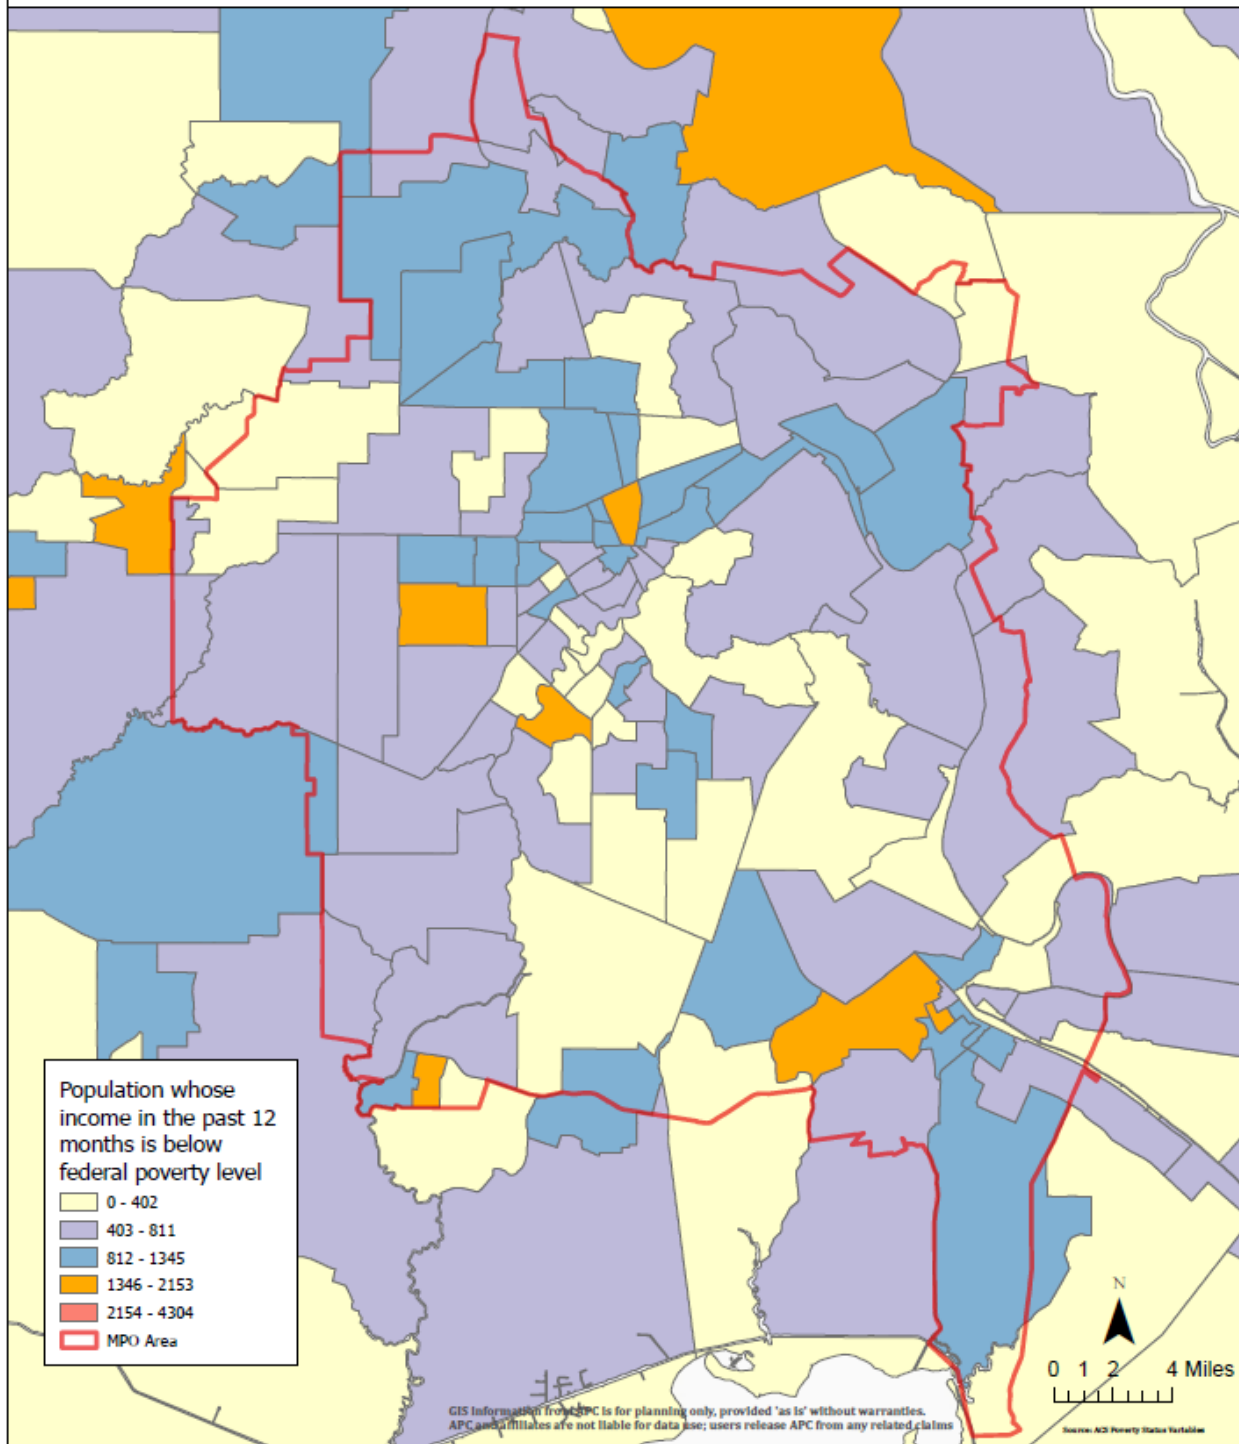 Population whose
income in the past 12
months is below
federal poverty level
0 - 402
403 - 811
812 - 1345
1346 - 2153
2154 - 4304
MPO Area
N
0 1 2 4 Miles
GIS Information from APC is for planning only, provided 'as is' without warranties.
APC and affiliates are not liable for data use; users release APC from any related claims
Source: ACS Poverty Status Variables